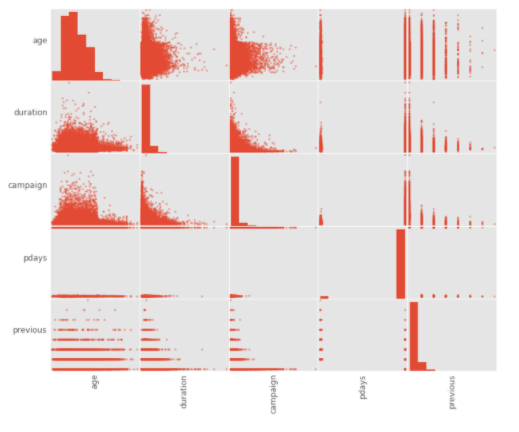 age
duration
campaign
pdays
previous
age
duration
campaign
pdays
previous